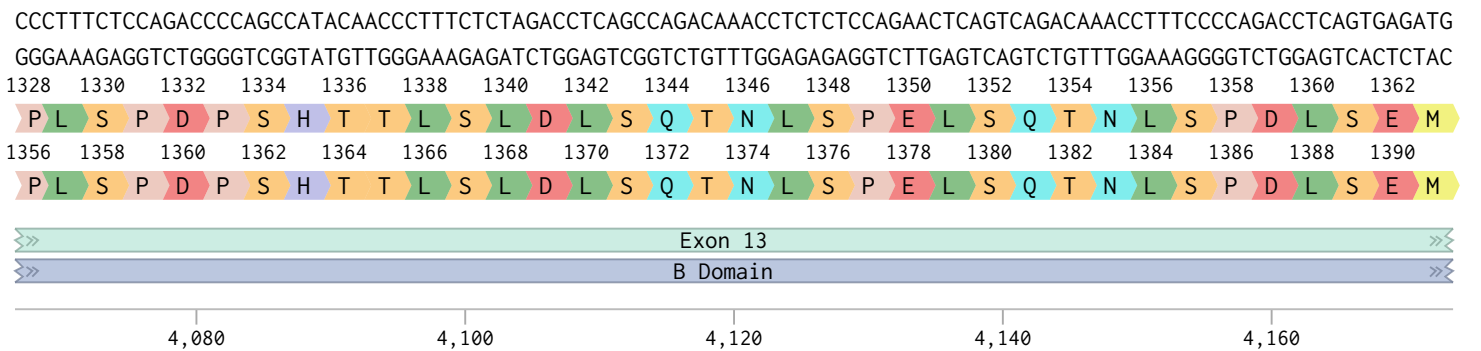 CCCTTTCTCCAGACCCCAGCCATACAACCCTTTCTCTAGACCTCAGCCAGACAAACCTCTCTCCAGAACTCAGTCAGACAAACCTTTCCCCAGACCTCAGTGAGATG
GGGAAAGAGGTCTGGGGTCGGTATGTTGGGAAAGAGATCTGGAGTCGGTCTGTTTGGAGAGAGGTCTTGAGTCAGTCTGTTTGGAAAGGGGTCTGGAGTCACTCTAC
1328 1330 1332 1334 1336 1338 1340 1342 1344 1346 1348 1350 1352 1354 1356 1358 1360 1362
P L S P D P S H T T L S L D L S Q T N L S P E L S Q T N L S P D L S E M
1356 1358 1360 1362 1364 1366 1368 1370 1372 1374 1376 1378 1380 1382 1384 1386 1388 1390
P L S P D P S H T T L S L D L S Q T N L S P E L S Q T N L S P D L S E M
Exon 13
B Domain
4,080 4,100 4,120 4,140 4,160